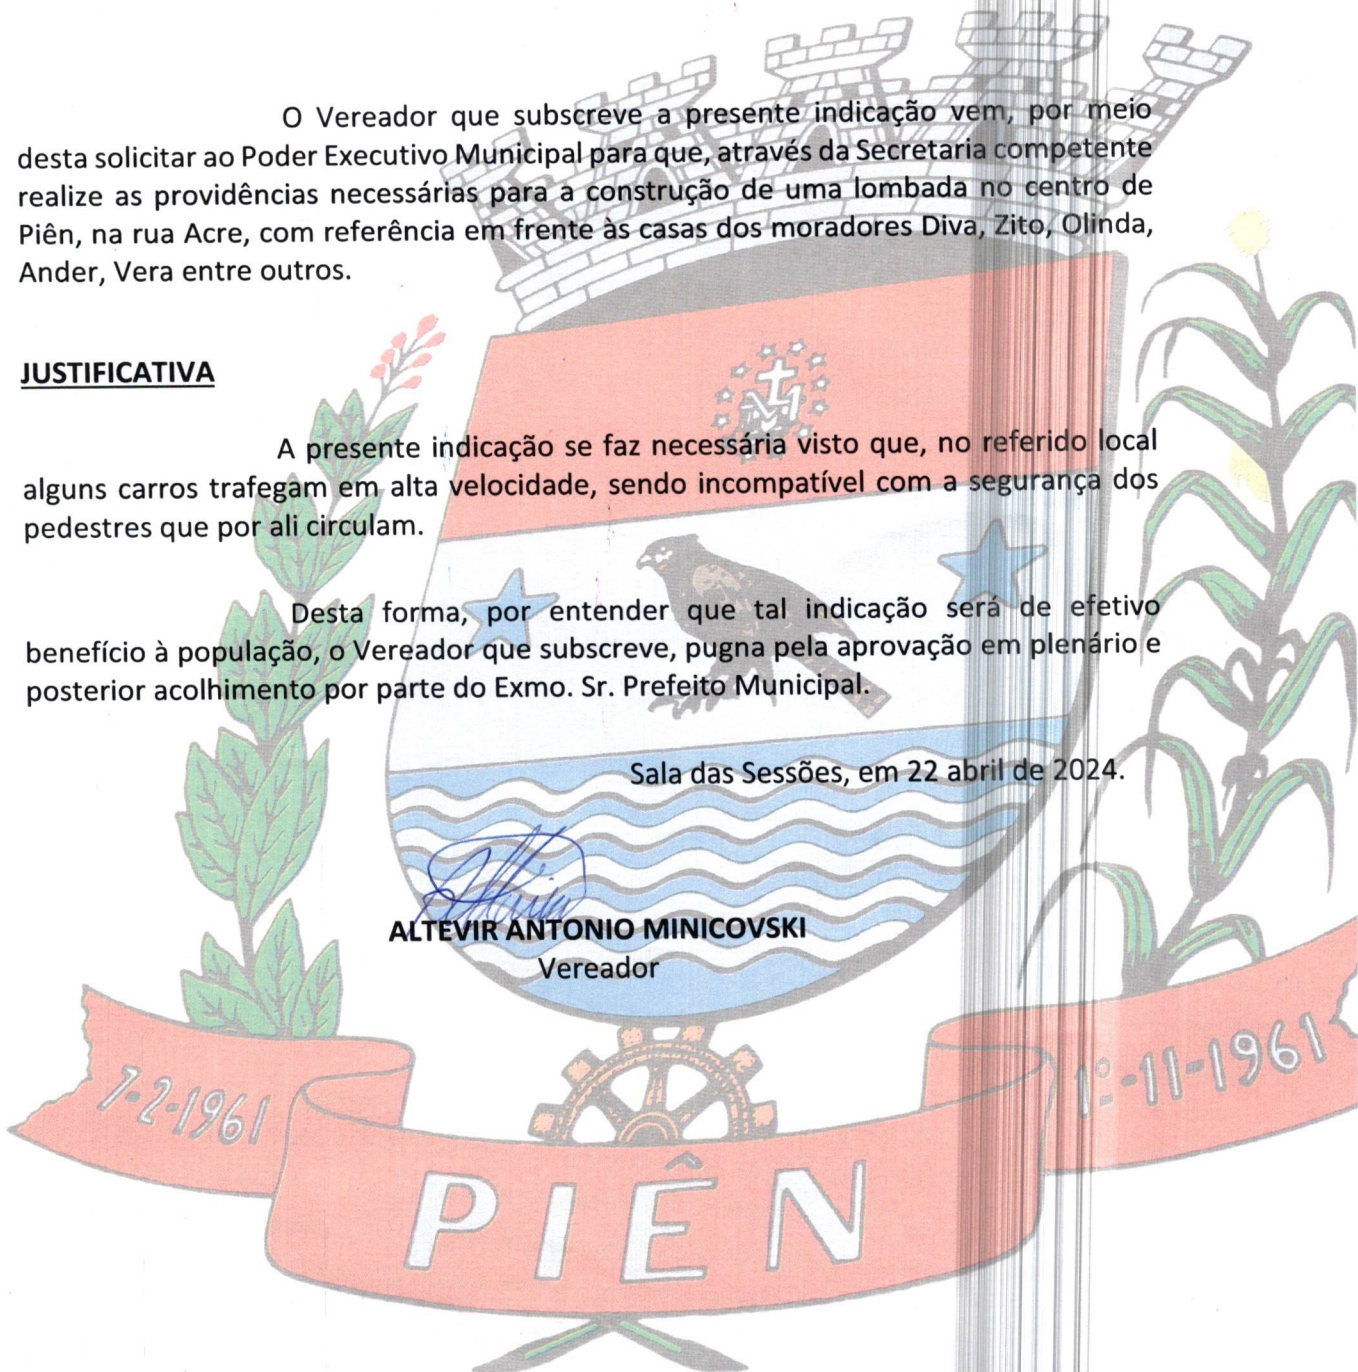 O Vereador que subscreve a presente indicação vem, por meio
desta solicitar ao Poder Executivo Municipal para que, através da Secretaria competente
realize as providências necessárias para a construção de uma lombada no centro de
Piên, na rua Acre, com referência em frente às casas dos moradores Diva, Zito, Olinda,
Ander, Vera entre outros.
JUSTIFICATIVA
A presente indicação se faz necessária visto que, no referido local
alguns carros trafegam em alta velocidade, sendo incompatível com a segurança dos
pedestres que por ali circulam.
Desta forma, por entender que tal indicação será de efetivo
benefício à população, o Vereador que subscreve, pugna pela aprovação em plenário e
posterior acolhimento por parte do Exmo. Sr. Prefeito Municipal.
Sala das Sessões, em 22 abril de 2024.
ALTEVIR ANTONIO MINICOVSKI
Vereador
7-2-1961
1º-11-1961
PIÊN